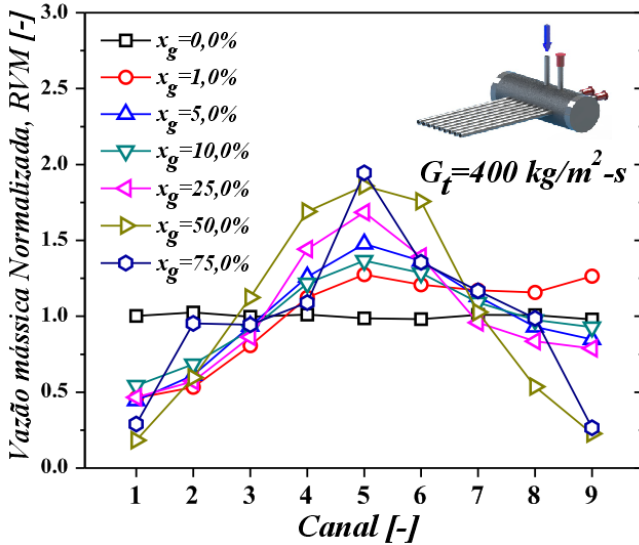 Vazão mássica Normalizada, RVM [-]
3.0
2.5
2.0
1.5
1.0
0.5
0.0
x_g=0,0%
x_g=1,0%
x_g=5,0%
x_g=10,0%
x_g=25,0%
x_g=50,0%
x_g=75,0%
G_t=400 kg/m²-s
1 2 3 4 5 6 7 8 9
Canal [-]